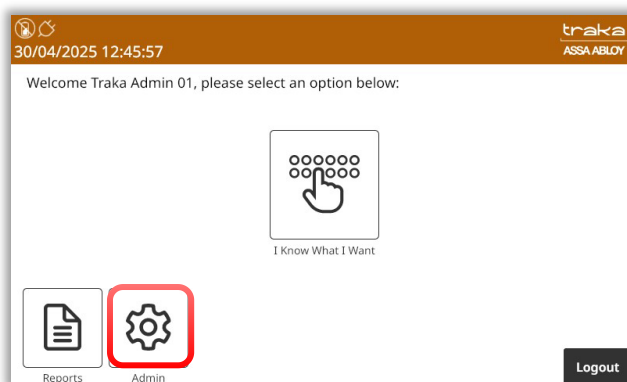 traka
30/04/2025 12:45:57
ASSA ABLOY
Welcome Traka Admin 01, please select an option below:
I Know What I Want
Reports
Admin
Logout